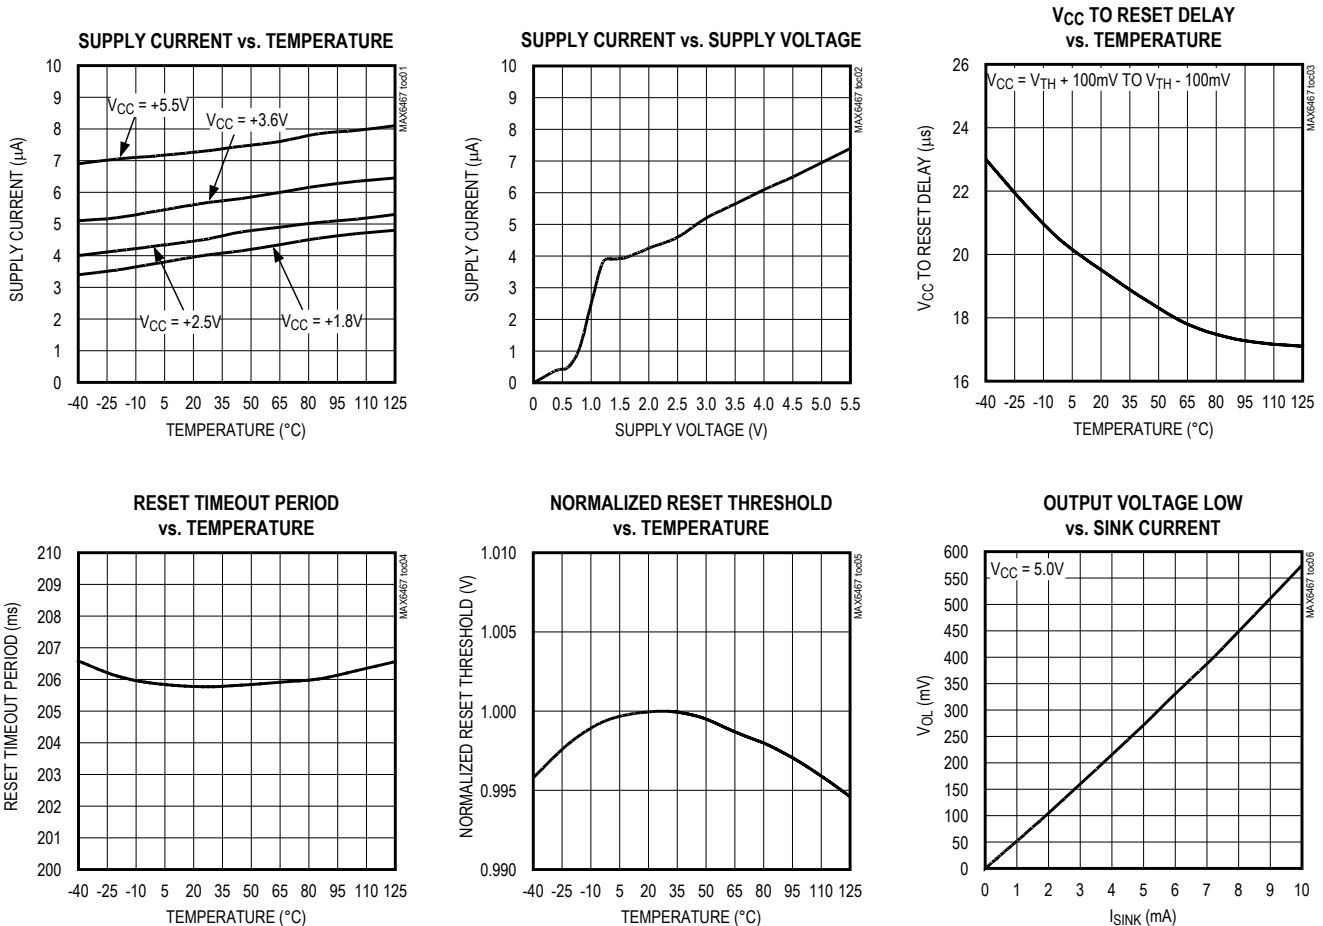 SUPPLY CURRENT vs. TEMPERATURE
SUPPLY CURRENT (μA)
10
9
8
7
6
5
4
3
2
1
0
VCC = +5.5V
VCC = +3.6V
VCC = +2.5V
VCC = +1.8V
MAX6467 toc01
-40 -25 -10 5 20 35 50 65 80 95 110 125
TEMPERATURE (°C)
SUPPLY CURRENT vs. SUPPLY VOLTAGE
SUPPLY CURRENT (μA)
10
9
8
7
6
5
4
3
2
1
0
MAX6467 toc02
0 0.5 1.0 1.5 2.0 2.5 3.0 3.5 4.0 4.5 5.0 5.5
SUPPLY VOLTAGE (V)
VCC TO RESET DELAY
vs. TEMPERATURE
VCC TO RESET DELAY (μs)
26
24
22
20
18
16
VCC = VTH + 100mV TO VTH - 100mV
MAX6467 toc03
-40 -25 -10 5 20 35 50 65 80 95 110 125
TEMPERATURE (°C)
RESET TIMEOUT PERIOD
vs. TEMPERATURE
RESET TIMEOUT PERIOD (ms)
210
209
208
207
206
205
204
203
202
201
200
MAX6467 toc04
-40 -25 -10 5 20 35 50 65 80 95 110 125
TEMPERATURE (°C)
NORMALIZED RESET THRESHOLD
vs. TEMPERATURE
NORMALIZED RESET THRESHOLD (V)
1.010
1.005
1.000
0.995
0.990
MAX6467 toc05
-40 -25 -10 5 20 35 50 65 80 95 110 125
TEMPERATURE (°C)
OUTPUT VOLTAGE LOW
vs. SINK CURRENT
VOL (mV)
600
550
500
450
400
350
300
250
200
150
100
50
0
VCC = 5.0V
MAX6467 toc06
0 1 2 3 4 5 6 7 8 9 10
ISINK (mA)